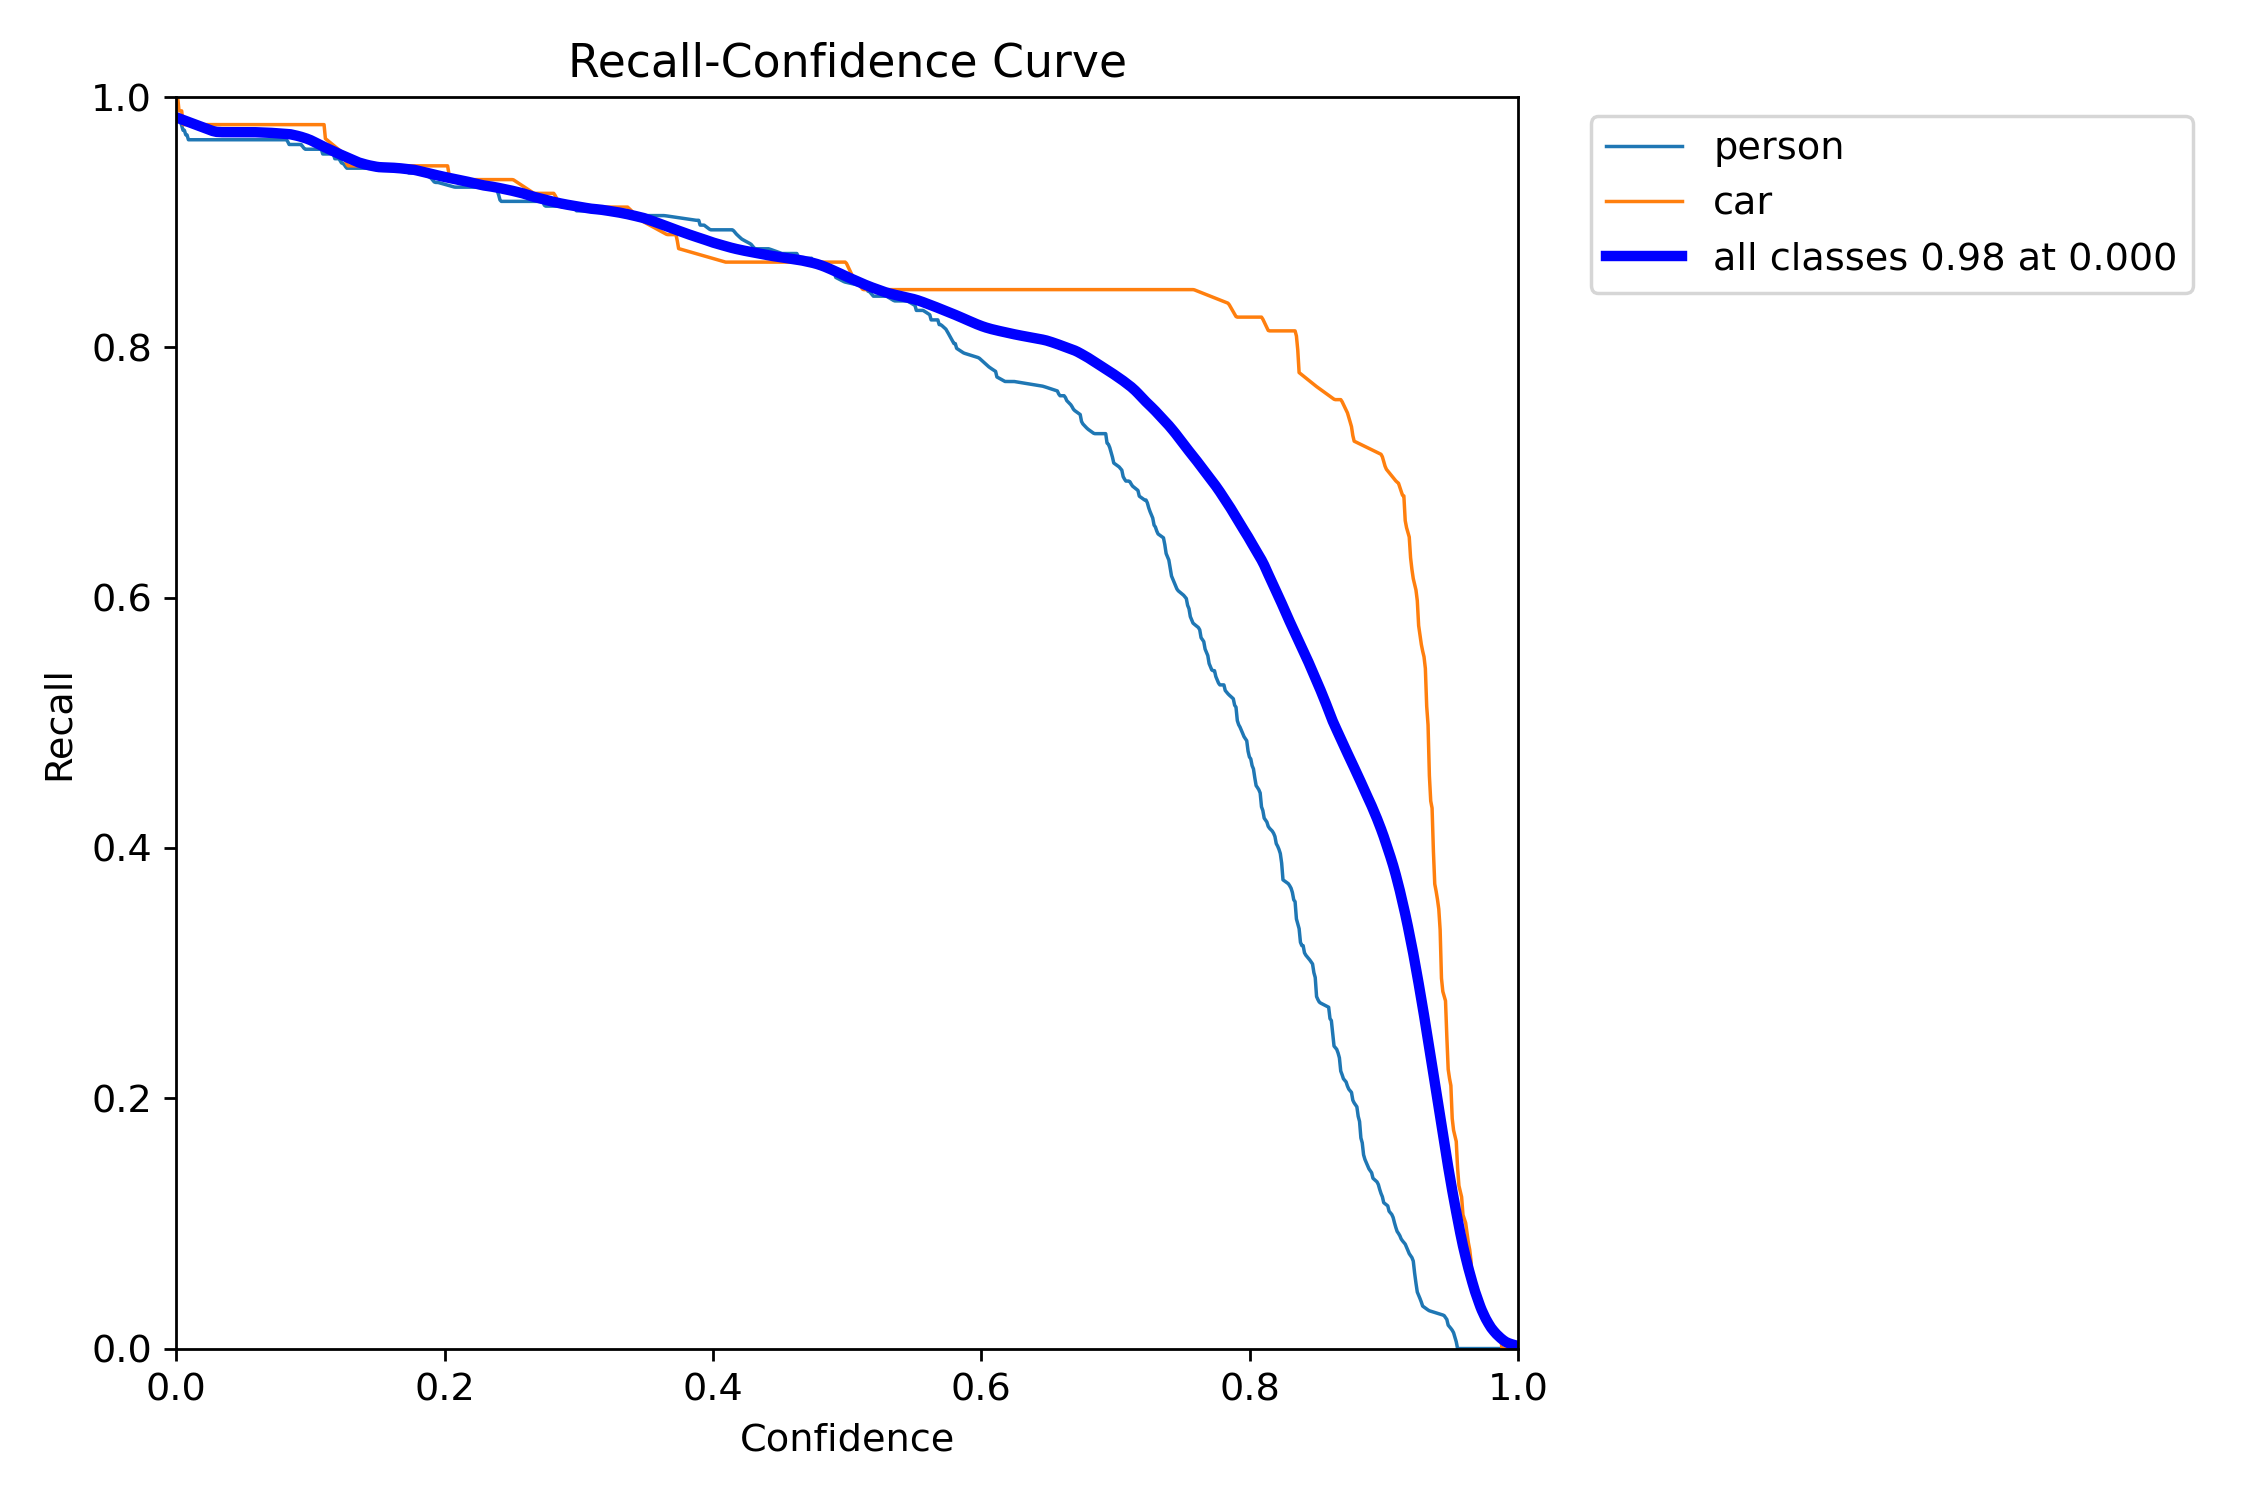 Recall-Confidence Curve
1.0
0.8
0.6
0.4
0.2
0.0
Recall
0.0 0.2 0.4 0.6 0.8 1.0
Confidence
person
car
all classes 0.98 at 0.000